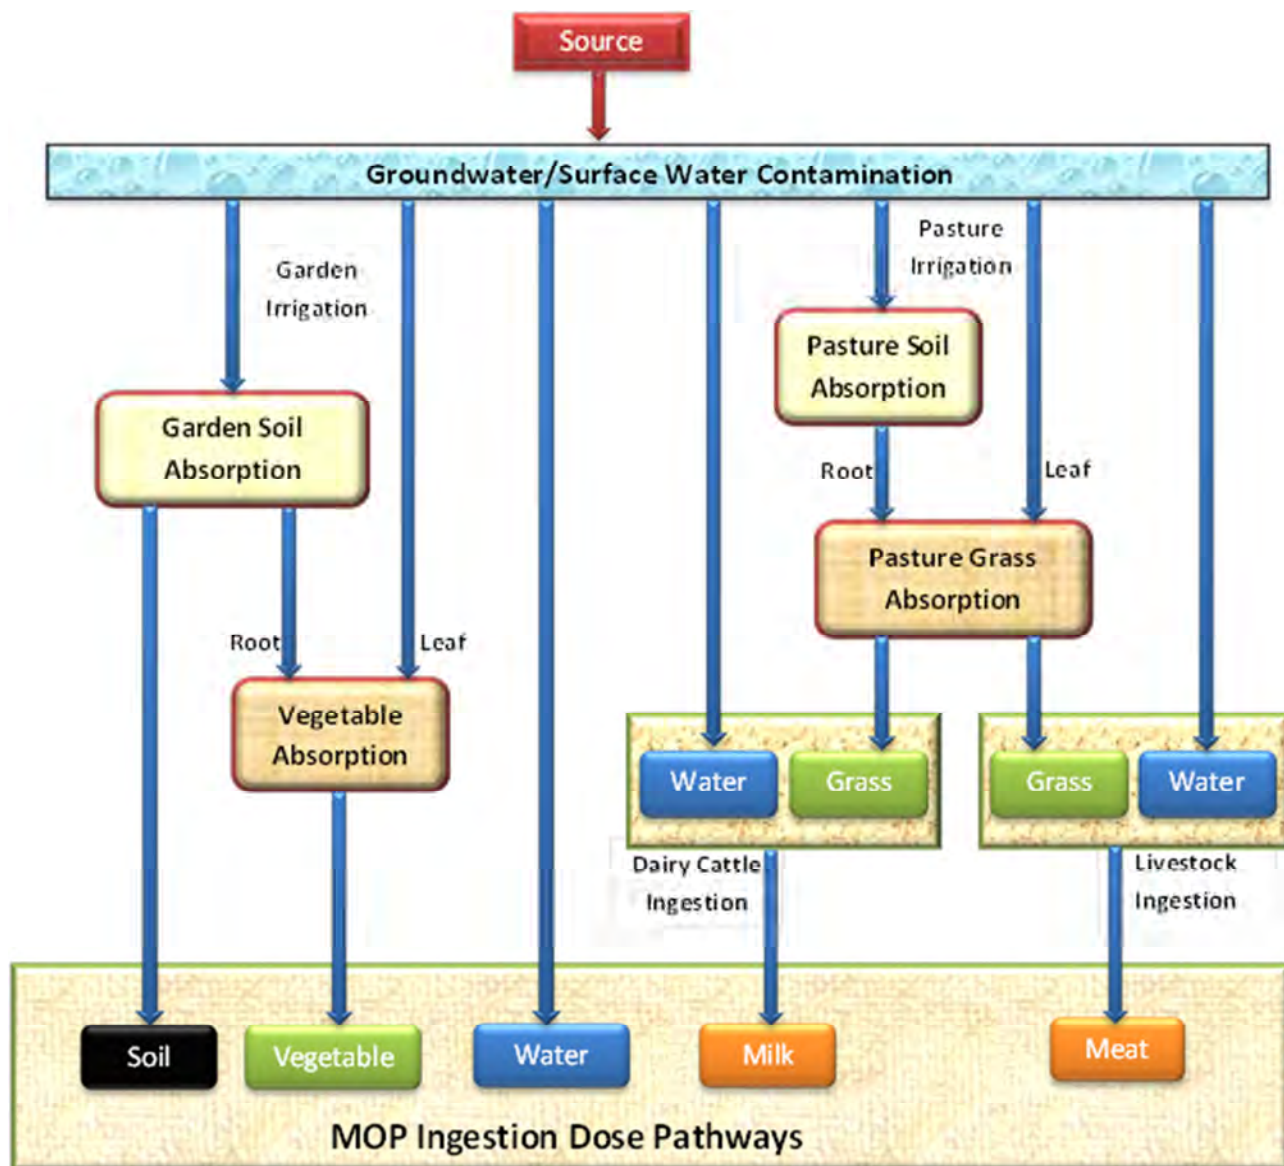 Source
Groundwater/Surface Water Contamination
Garden
Irrigation
Pasture
Irrigation
Pasture Soil
Absorption
Garden Soil
Absorption
Root
Leaf
Pasture Grass
Absorption
Root
Leaf
Vegetable
Absorption
Water
Grass
Grass
Water
Dairy Cattle
Ingestion
Livestock
Ingestion
Soil
Vegetable
Water
Milk
Meat
MOP Ingestion Dose Pathways